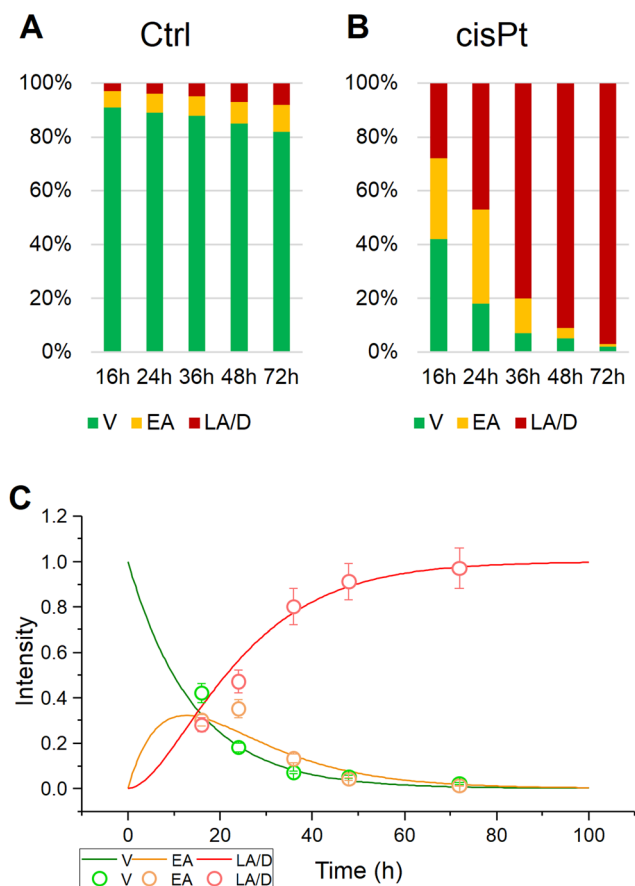 A Ctrl
B cisPt
100%
80%
60%
40%
20%
0%
16h 24h 36h 48h 72h
V EA LA/D
100%
80%
60%
40%
20%
0%
16h 24h 36h 48h 72h
V EA LA/D
C
1.2
1.0
0.8
0.6
0.4
0.2
0.0
Intensity
0 20 40 60 80 100
Time (h)
V EA LA/D
V EA LA/D